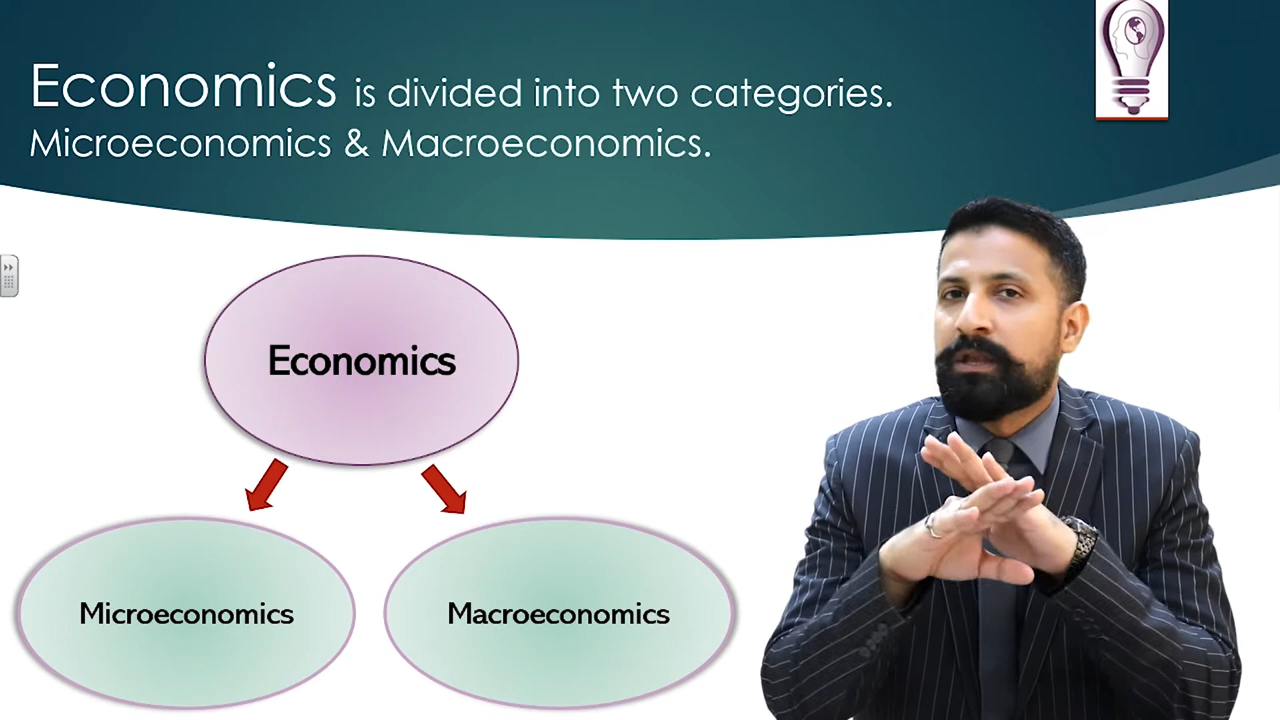 Economics is divided into two categories.
Microeconomics & Macroeconomics.
Economics
Microeconomics
Macroeconomics